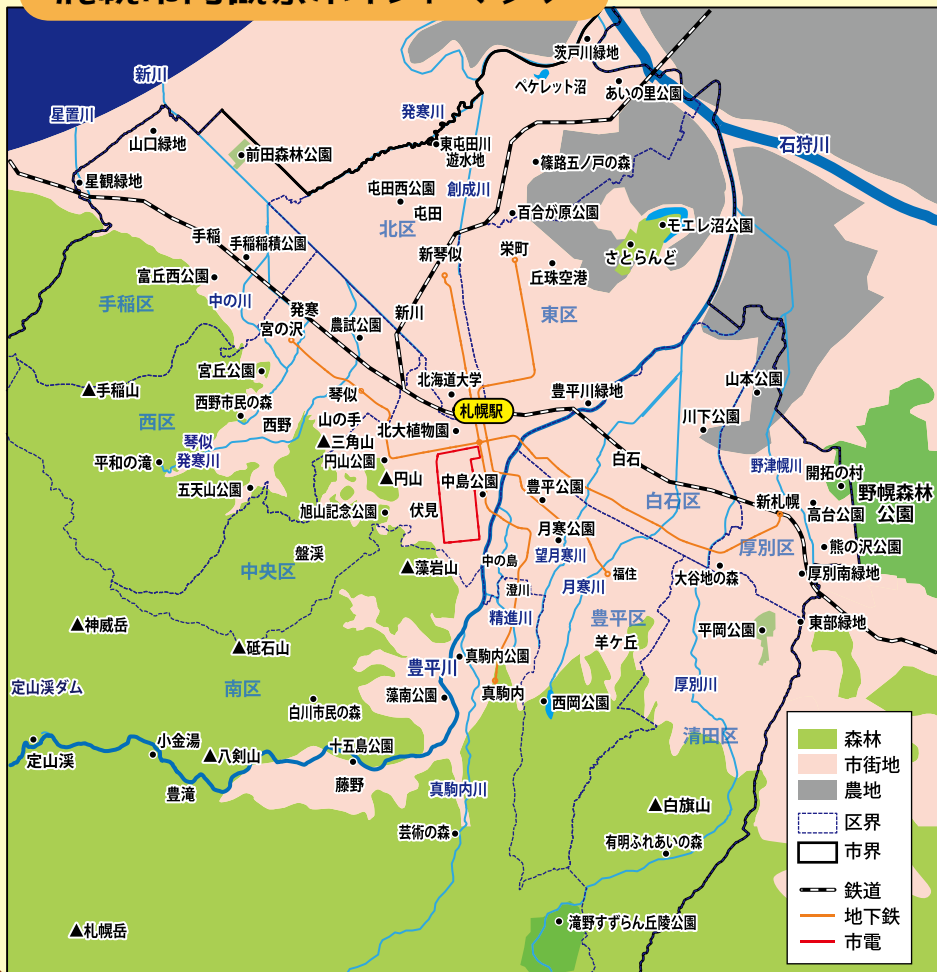 茨戸川緑地
新川
ペケレット沼
あいの里公園
星置川
発寒川
山口緑地
石狩川
前田森林公園
東屯田川
遊水地
篠路五ノ戸の森
星観緑地
屯田西公園
創成川
屯田
百合が原公園
北区
モエレ沼公園
手稲
手稲稲積公園
新琴似
栄町
さとらんど
富丘西公園
丘珠空港
手稲区
中の川
発寒
新川
東区
宮の沢
農試公園
宮丘公園
北海道大学
山本公園
手稲山
琴似
豊平川緑地
西野市民の森
札幌駅
西区
西野
山の手
北大植物園
川下公園
琴似
発寒川
三角山
平和の滝
円山公園
白石
野津幌川
円山
開拓の村
五天山公園
中島公園
豊平公園
白石区
新札幌
野幌森林
公園
旭山記念公園
伏見
高台公園
月寒公園
盤渓
中の島
望月寒川
厚別区
熊の沢公園
中央区
藻岩山
福住
大谷地の森
厚別南緑地
澄川
月寒川
神威岳
精進川
豊平区
平岡公園
東部緑地
砥石山
羊ケ丘
豊平川
真駒内公園
定山渓ダム
南区
藻南公園
真駒内
厚別川
白川市民の森
西岡公園
小金湯
十五島公園
清田区
森林
定山渓
八剣山
市街地
豊滝
藤野
真駒内川
農地
白旗山
区界
芸術の森
有明ふれあいの森
市界
鉄道
札幌岳
滝野すずらん丘陵公園
地下鉄
市電